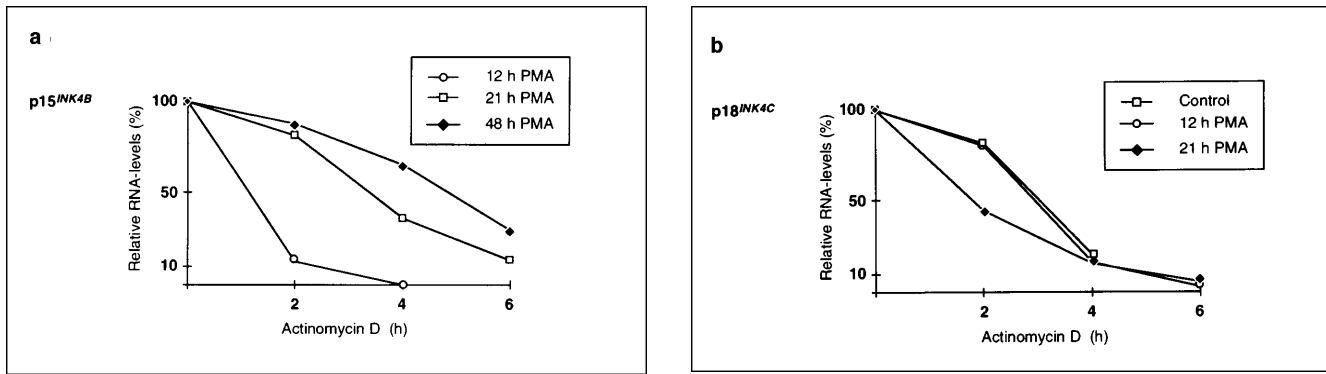 a
p15INK4B
Relative RNA-levels (%)
100
50
10
2 4 6
Actinomycin D (h)
12 h PMA
21 h PMA
48 h PMA
b
p18INK4C
Relative RNA-levels (%)
100
50
10
2 4 6
Actinomycin D (h)
Control
12 h PMA
21 h PMA